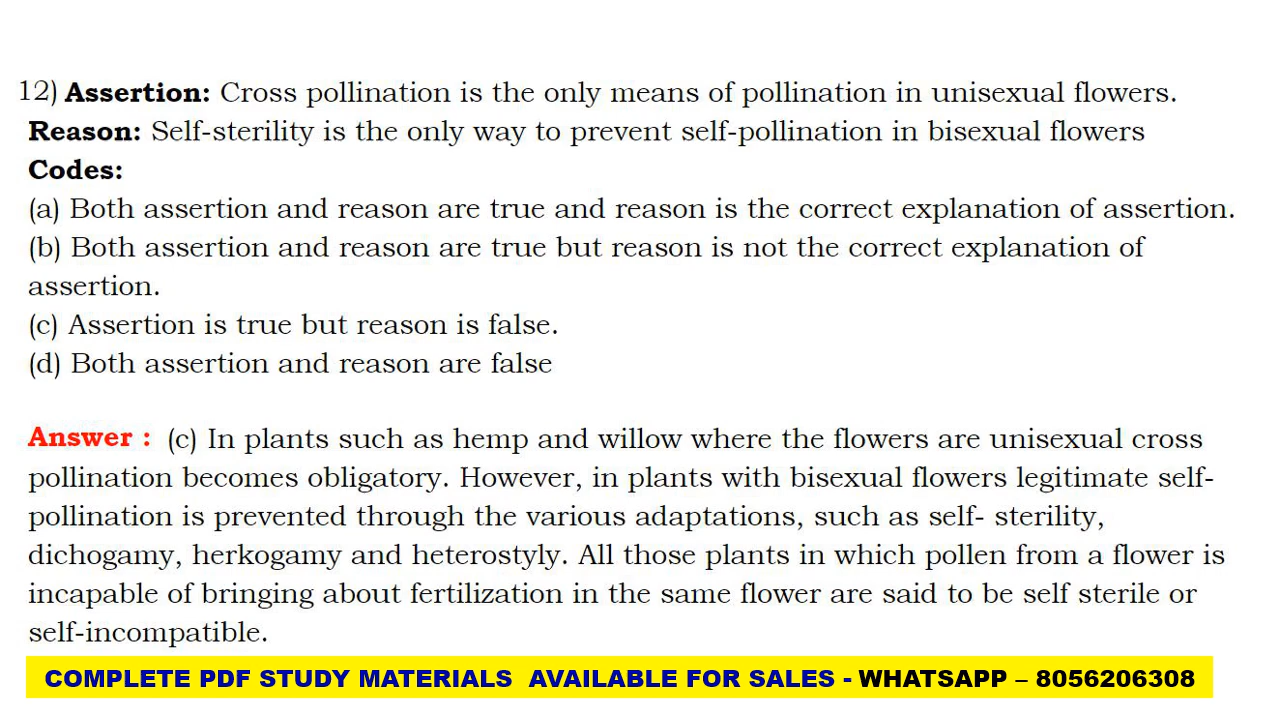 12) Assertion: Cross pollination is the only means of pollination in unisexual flowers.
Reason: Self-sterility is the only way to prevent self-pollination in bisexual flowers
Codes:
(a) Both assertion and reason are true and reason is the correct explanation of assertion.
(b) Both assertion and reason are true but reason is not the correct explanation of
assertion.
(c) Assertion is true but reason is false.
(d) Both assertion and reason are false
Answer : (c) In plants such as hemp and willow where the flowers are unisexual cross
pollination becomes obligatory. However, in plants with bisexual flowers legitimate self-
pollination is prevented through the various adaptations, such as self- sterility,
dichogamy, herkogamy and heterostyly. All those plants in which pollen from a flower is
incapable of bringing about fertilization in the same flower are said to be self sterile or
self-incompatible.
COMPLETE PDF STUDY MATERIALS AVAILABLE FOR SALES - WHATSAPP – 8056206308